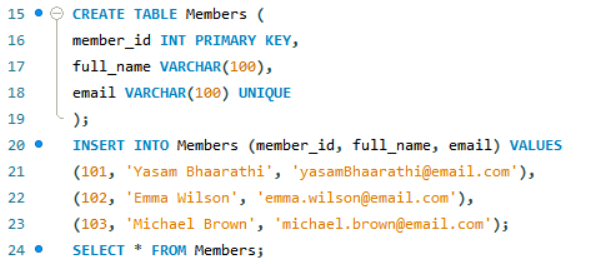 15 CREATE TABLE Members (
16 member_id INT PRIMARY KEY,
17 full_name VARCHAR(100),
18 email VARCHAR(100) UNIQUE
19 );
20 INSERT INTO Members (member_id, full_name, email) VALUES
21 (101, 'Yasam Bhaarathi', 'yasamBhaarathi@email.com'),
22 (102, 'Emma Wilson', 'emma.wilson@email.com'),
23 (103, 'Michael Brown', 'michael.brown@email.com');
24 SELECT * FROM Members;